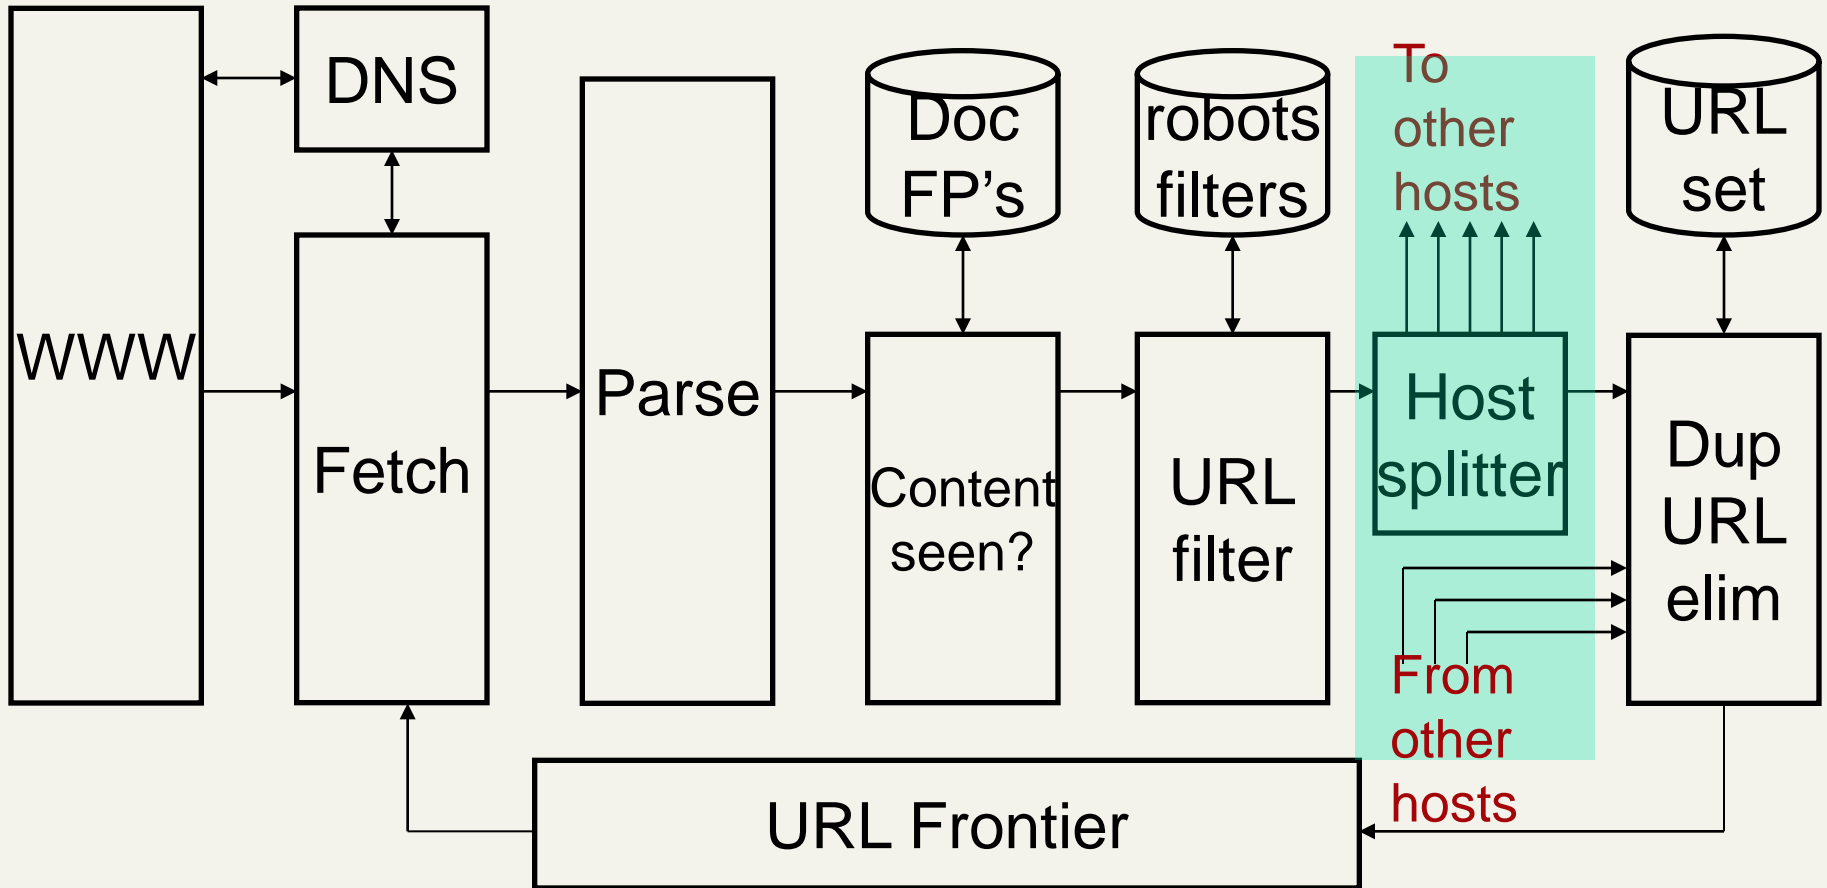 WWW
DNS
Fetch
Parse
Doc
FP’s
Content
seen?
robots
filters
URL
filter
To
other
hosts
Host
splitter
From
other
hosts
URL
set
Dup
URL
elim
URL Frontier